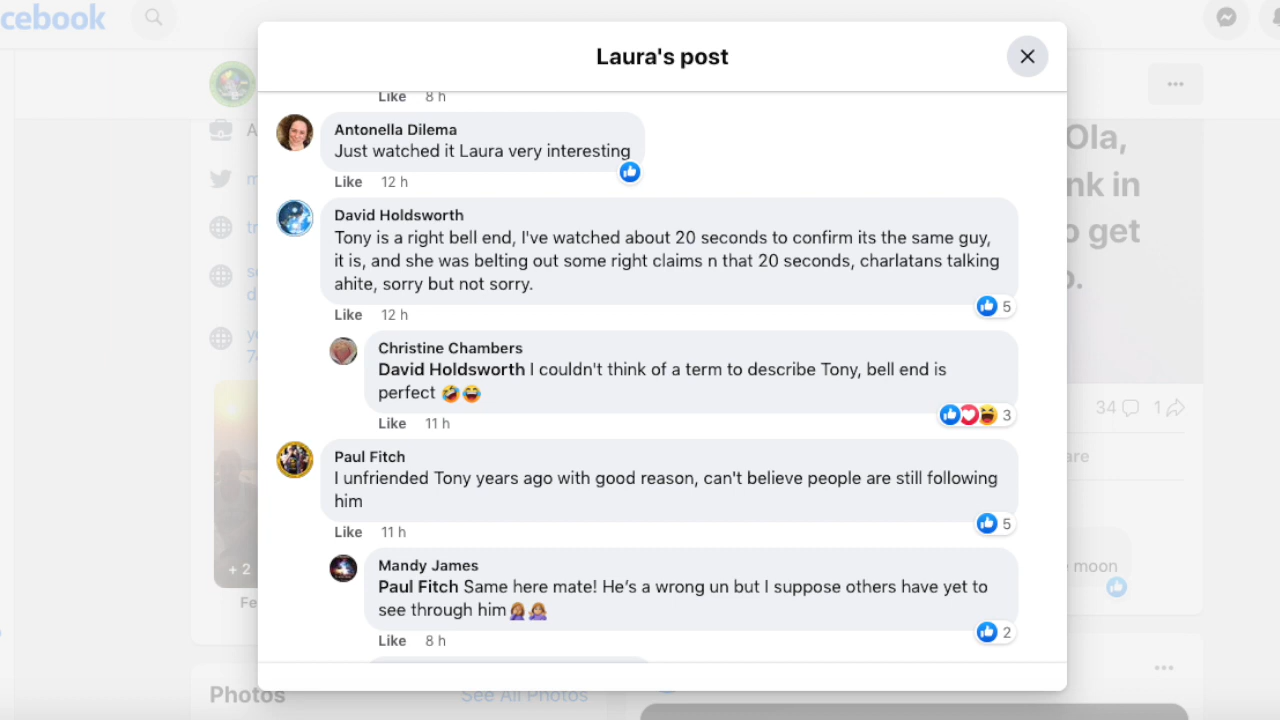 cebook
Laura's post
Like 8 h
Antonella Dilema
Just watched it Laura very interesting
Like 12 h
David Holdsworth
Tony is a right bell end, I've watched about 20 seconds to confirm its the same guy,
it is, and she was belting out some right claims n that 20 seconds, charlatans talking
ahite, sorry but not sorry.
5
Like 12 h
Christine Chambers
David Holdsworth I couldn't think of a term to describe Tony, bell end is
perfect 🤣😂
3
Like 11 h
Paul Fitch
I unfriended Tony years ago with good reason, can't believe people are still following
him
5
Like 11 h
Mandy James
Paul Fitch Same here mate! He's a wrong un but I suppose others have yet to
see through him 🤦🏽‍♀️🤷🏼‍♀️
2
Like 8 h
+ 2
Fe
Photos
See All Photos
Ola,
nk in
o get
34
1
are
moon